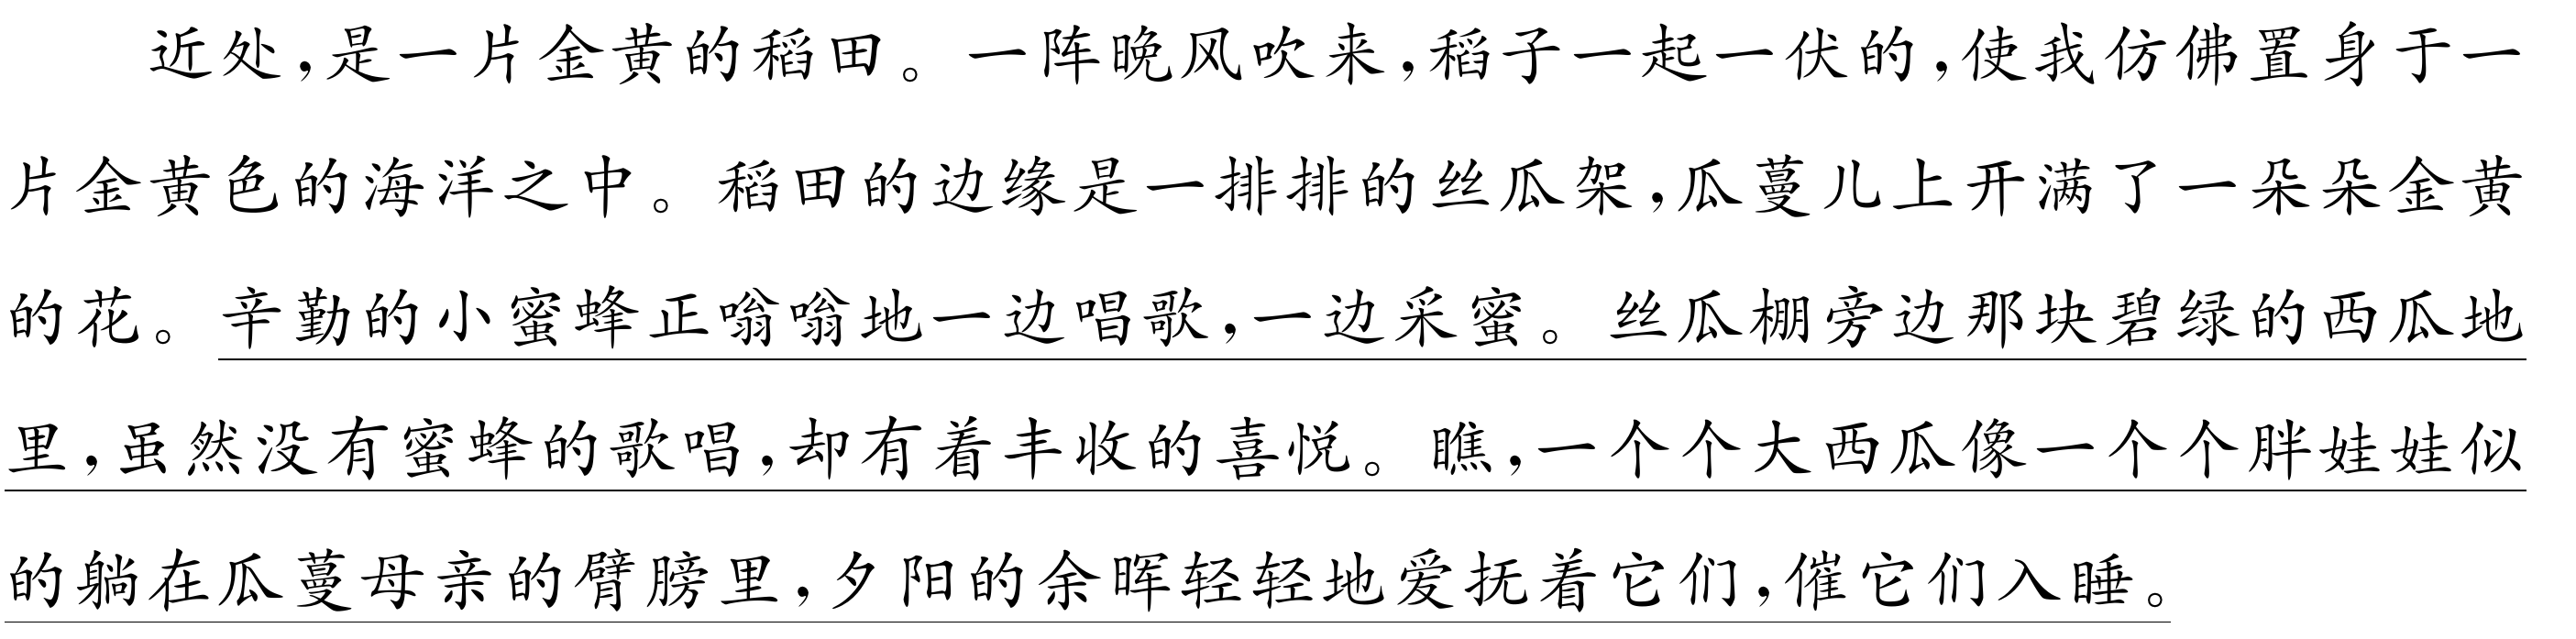 近处,是一片金黄的稻田。一阵晚风吹来,稻子一起一伏的,使我仿佛置身于一
片金黄色的海洋之中。稻田的边缘是一排排的丝瓜架,瓜蔓儿上开满了一朵朵金黄
的花。辛勤的小蜜蜂正嗡嗡地一边唱歌,一边采蜜。丝瓜棚旁边那块碧绿的西瓜地
里,虽然没有蜜蜂的歌唱,却有着丰收的喜悦。瞧,一个个大西瓜像一个个胖娃娃似
的躺在瓜蔓母亲的臂膀里,夕阳的余晖轻轻地爱抚着它们,催它们入睡。